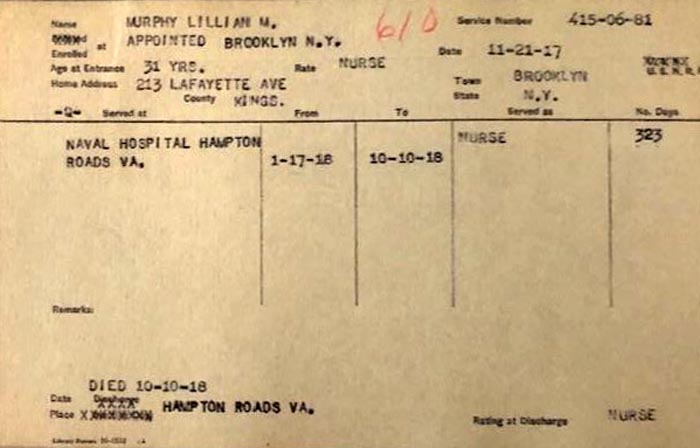 Name MURPHY LILLIAN M. 610 Service Number 415-06-81
Enrolled at APPOINTED BROOKLYN N.Y. Date 11-21-17
Age at Entrance 31 YRS. Rate NURSE
Home Address 213 LAFAYETTE AVE Town BROOKLYN
County KINGS. State N.Y.
-O- Served at From To Served as No. Days
NAVAL HOSPITAL HAMPTON NURSE 323
ROADS VA. 1-17-18 10-10-18
Remarks:
DIED 10-10-18
Date Discharge
Place HAMPTON ROADS VA.
Rating at Discharge NURSE